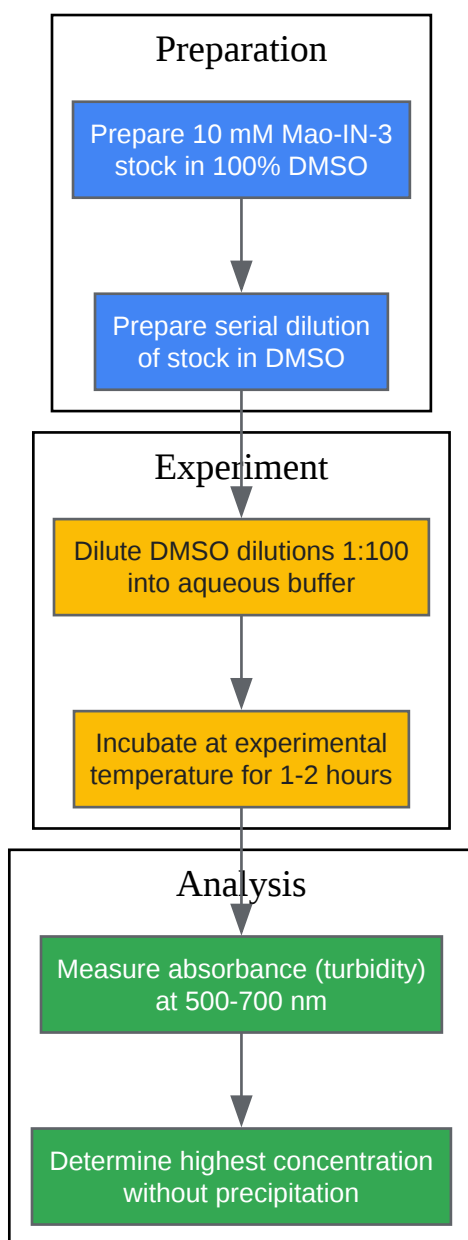 Preparation
Prepare 10 mM Mao-IN-3
stock in 100% DMSO
Prepare serial dilution
of stock in DMSO
Experiment
Dilute DMSO dilutions 1:100
into aqueous buffer
Incubate at experimental
temperature for 1-2 hours
Analysis
Measure absorbance (turbidity)
at 500-700 nm
Determine highest concentration
without precipitation